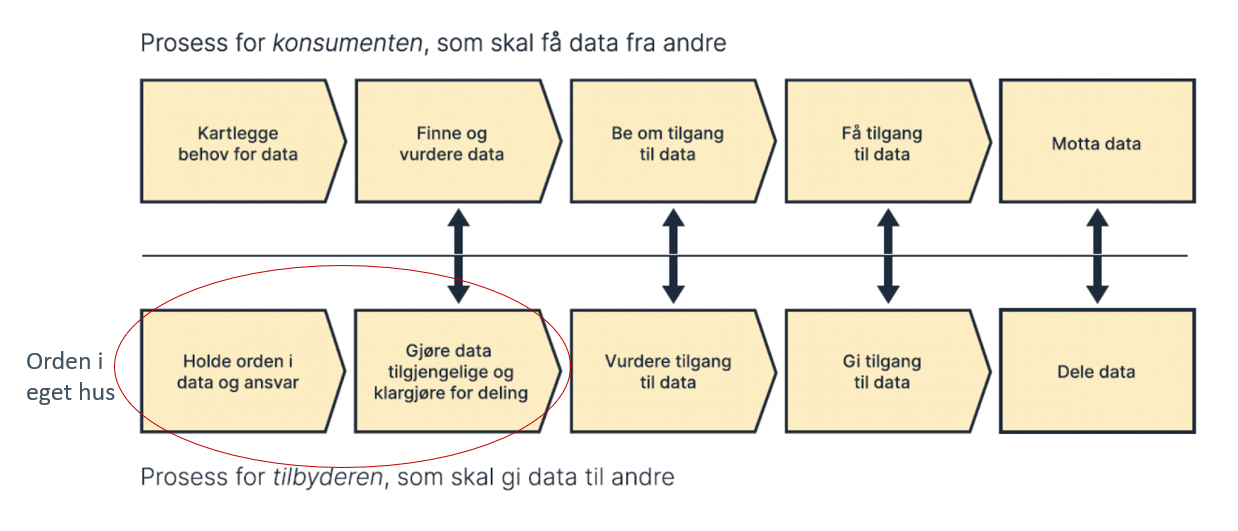 Prosess for konsumenten, som skal få data fra andre
Kartlegge
behov for data
Finne og
vurdere data
Be om tilgang
til data
Få tilgang
til data
Motta data
Orden i
eget hus
Holde orden i
data og ansvar
Gjøre data
tilgjengelige og
klargjøre for deling
Vurdere tilgang
til data
Gi tilgang
til data
Dele data
Prosess for tilbyderen, som skal gi data til andre